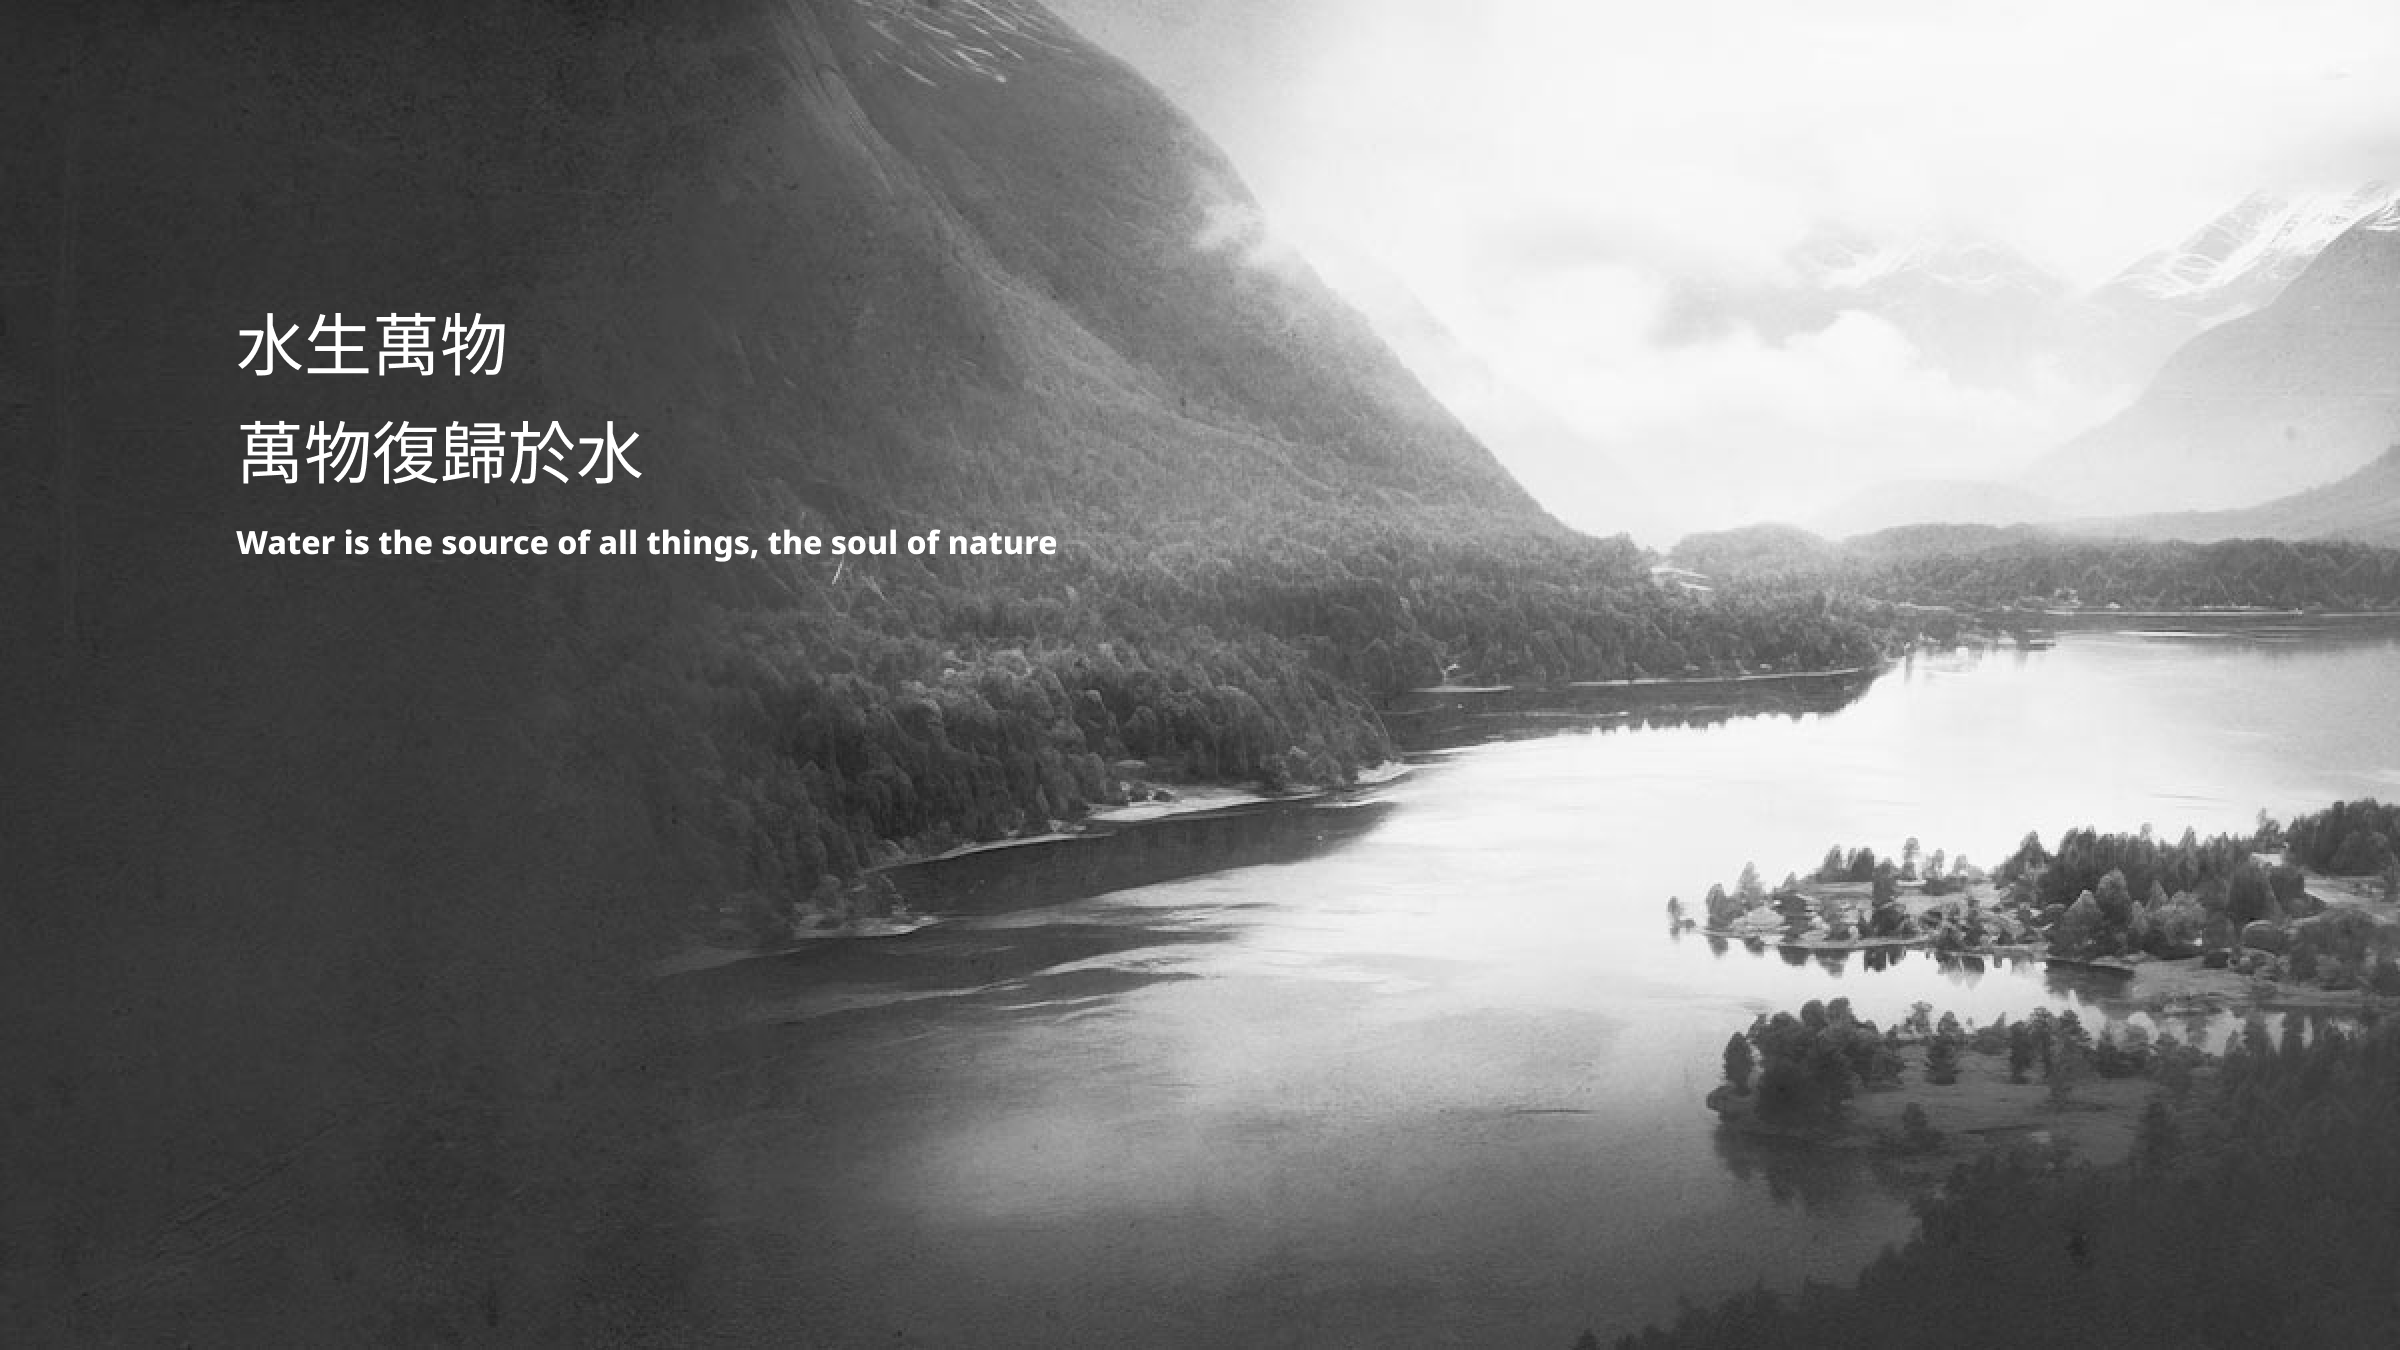 水生萬物
萬物復歸於水
Water is the source of all things, the soul of nature